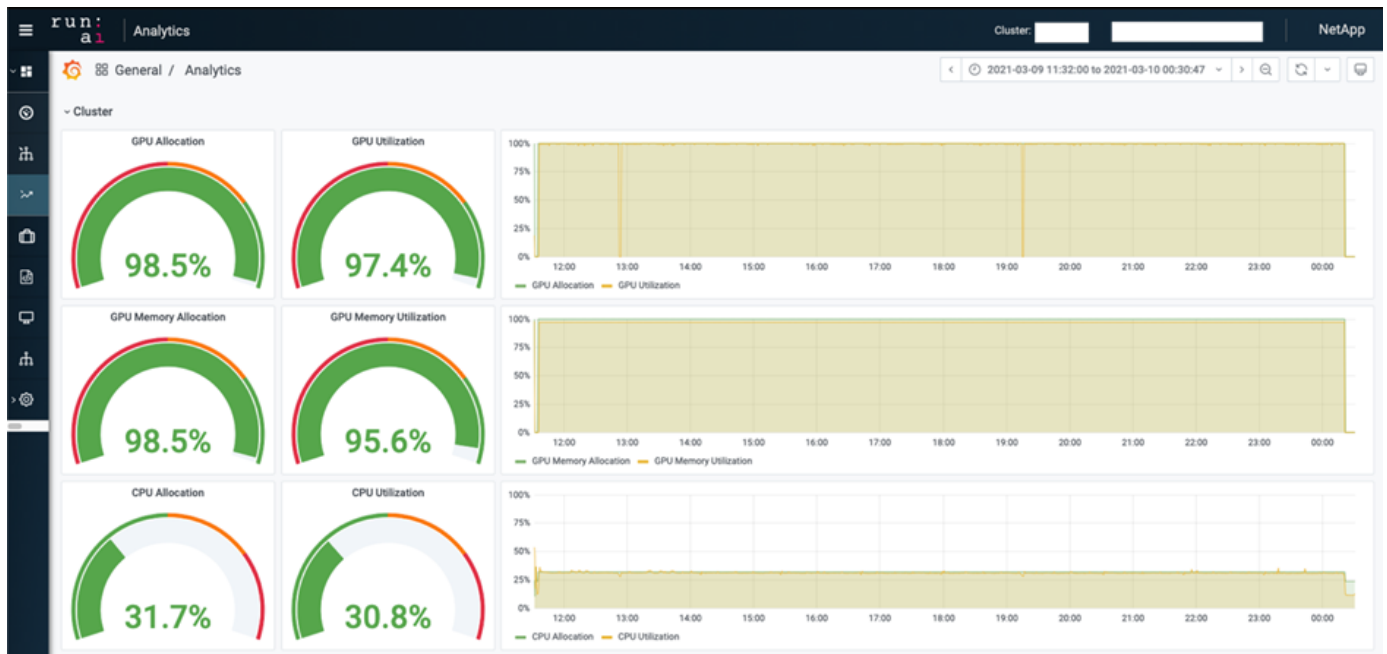 run:
ai
Analytics
Cluster:
NetApp
General / Analytics
2021-03-09 11:32:00 to 2021-03-10 00:30:47
Cluster
GPU Allocation
98.5%
GPU Utilization
97.4%
100%
75%
50%
25%
0%
12:00 13:00 14:00 15:00 16:00 17:00 18:00 19:00 20:00 21:00 22:00 23:00 00:00
GPU Allocation GPU Utilization
GPU Memory Allocation
98.5%
GPU Memory Utilization
95.6%
100%
75%
50%
25%
0%
12:00 13:00 14:00 15:00 16:00 17:00 18:00 19:00 20:00 21:00 22:00 23:00 00:00
GPU Memory Allocation GPU Memory Utilization
CPU Allocation
31.7%
CPU Utilization
30.8%
100%
75%
50%
25%
0%
12:00 13:00 14:00 15:00 16:00 17:00 18:00 19:00 20:00 21:00 22:00 23:00 00:00
CPU Allocation CPU Utilization